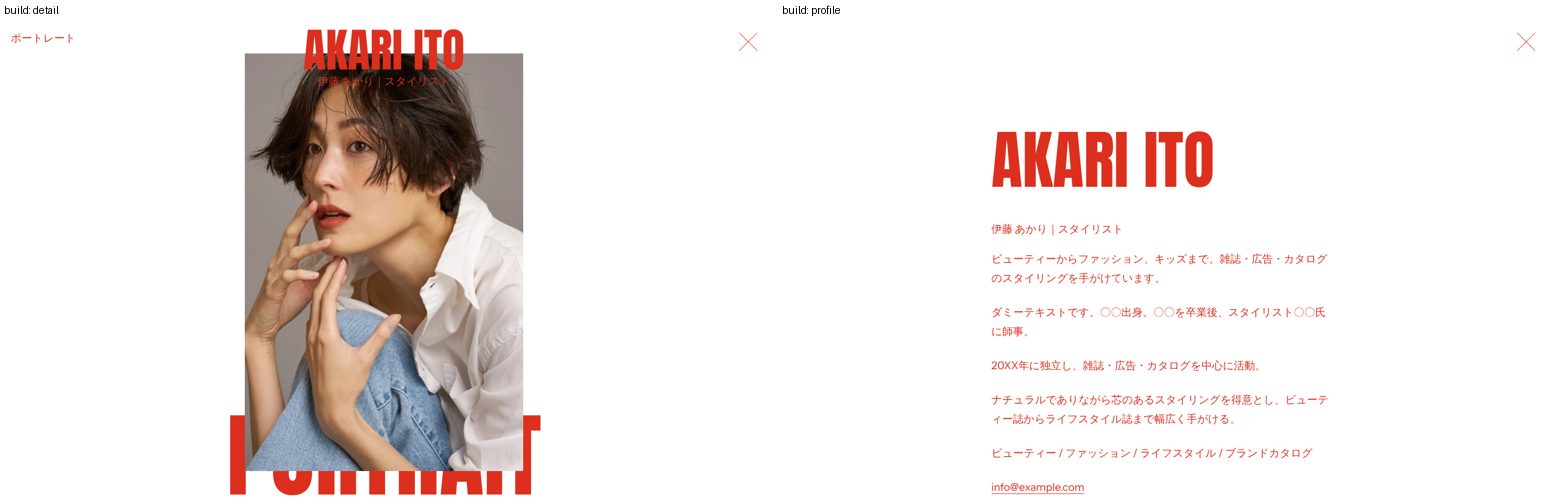 build: detail
build: profile
ポートレート
AKARI ITO
伊藤 あかり｜スタイリスト
PORTRAIT
AKARI ITO
伊藤 あかり｜スタイリスト
ビューティーからファッション、キッズまで。雑誌・広告・カタログ
のスタイリングを手がけています。
ダミーテキストです。〇〇出身。〇〇を卒業後、スタイリスト〇〇氏
に師事。
20XX年に独立し、雑誌・広告・カタログを中心に活動。
ナチュラルでありながら芯のあるスタイリングを得意とし、ビューテ
ィー誌からライフスタイル誌まで幅広く手がける。
ビューティー / ファッション / ライフスタイル / ブランドカタログ
info@example.com